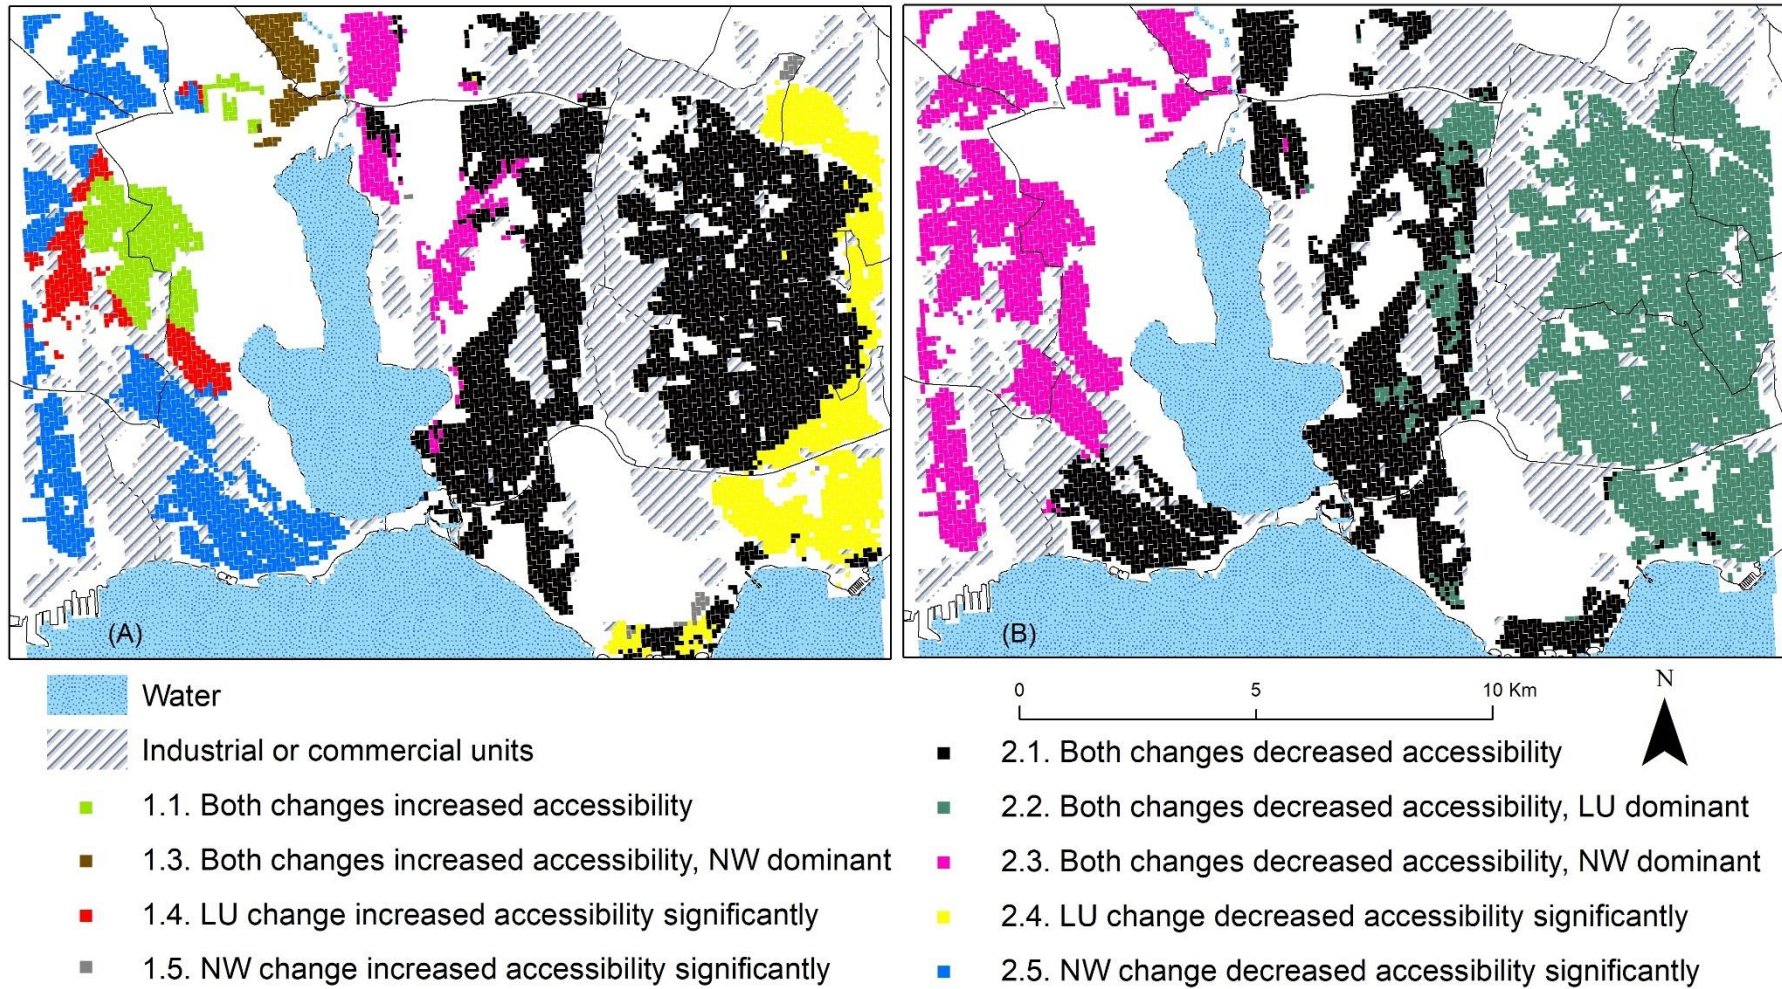 (A)
(B)
Water
Industrial or commercial units
1.1. Both changes increased accessibility
1.3. Both changes increased accessibility, NW dominant
1.4. LU change increased accessibility significantly
1.5. NW change increased accessibility significantly
0 5 10 Km
N
2.1. Both changes decreased accessibility
2.2. Both changes decreased accessibility, LU dominant
2.3. Both changes decreased accessibility, NW dominant
2.4. LU change decreased accessibility significantly
2.5. NW change decreased accessibility significantly